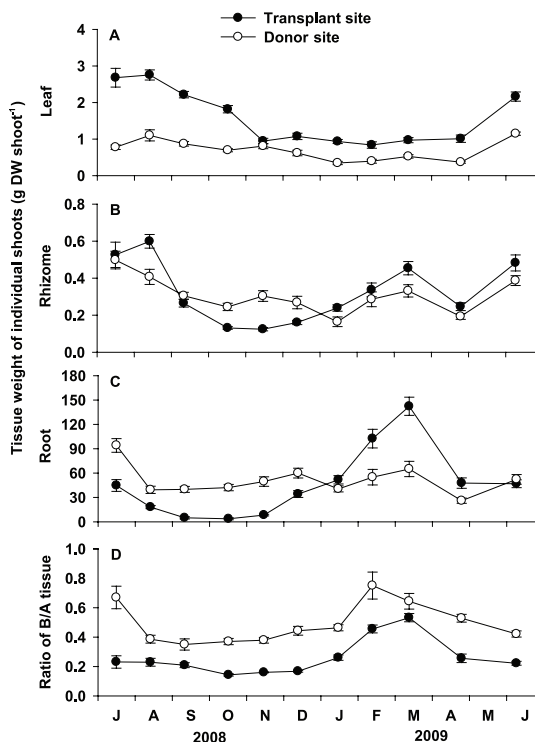 Transplant site
Donor site
Tissue weight of individual shoots (g DW shoot⁻¹)
A
Leaf
4
3
2
1
0
B
Rhizome
0.8
0.6
0.4
0.2
0.0
C
Root
180
150
120
90
60
30
0
D
Ratio of B/A tissue
1.0
0.8
0.6
0.4
0.2
0.0
J A S O N D J F M A M J
2008 2009